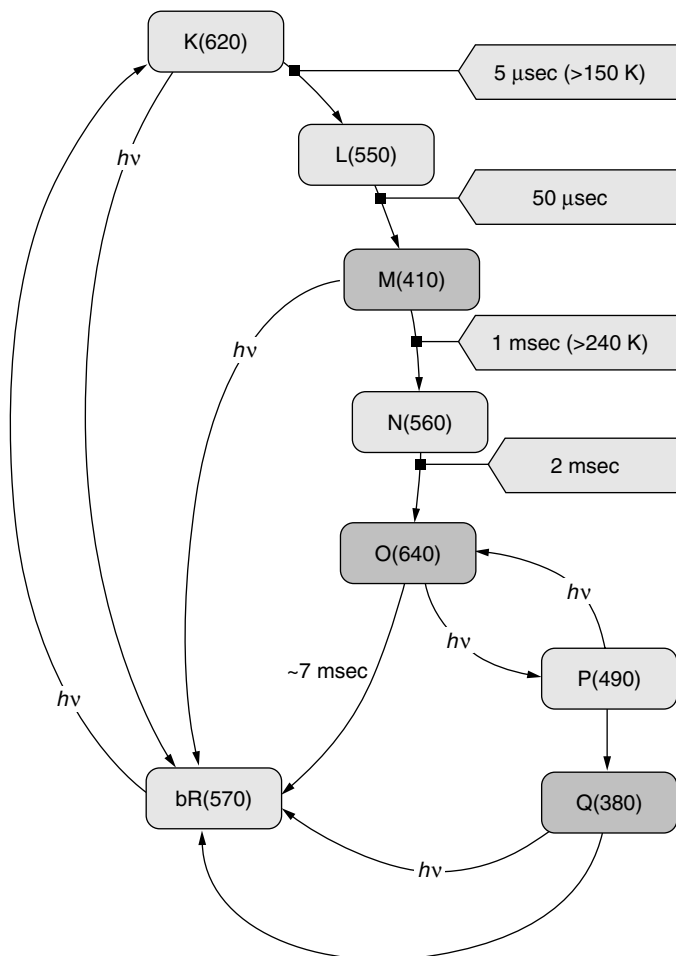 K(620)
5 μsec (>150 K)
hν
L(550)
50 μsec
M(410)
hν
1 msec (>240 K)
N(560)
2 msec
O(640)
hν
hν
~7 msec
P(490)
hν
bR(570)
Q(380)
hν